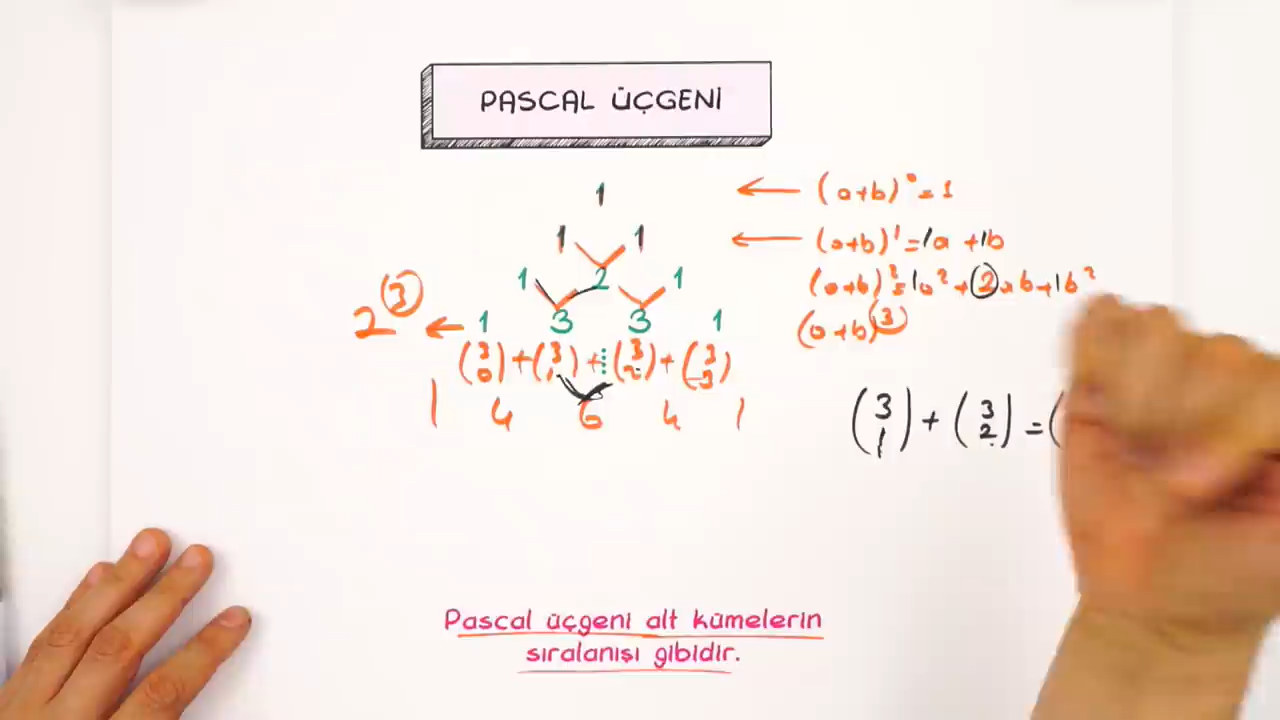 PASCAL ÜÇGENİ
1 ← (a+b)⁰ = 1
1 1 ← (a+b)¹ = 1a + 1b
1 2 1 (a+b)² = 1a² + 2ab + 1b²
2³ ← 1 3 3 1 (a+b)³
(3 0) + (3 1) + (3 2) + (3 3)
1 4 6 4 1 (3 1) + (3 2) = (
Pascal üçgeni alt kümelerin
sıralanışı gibidir.